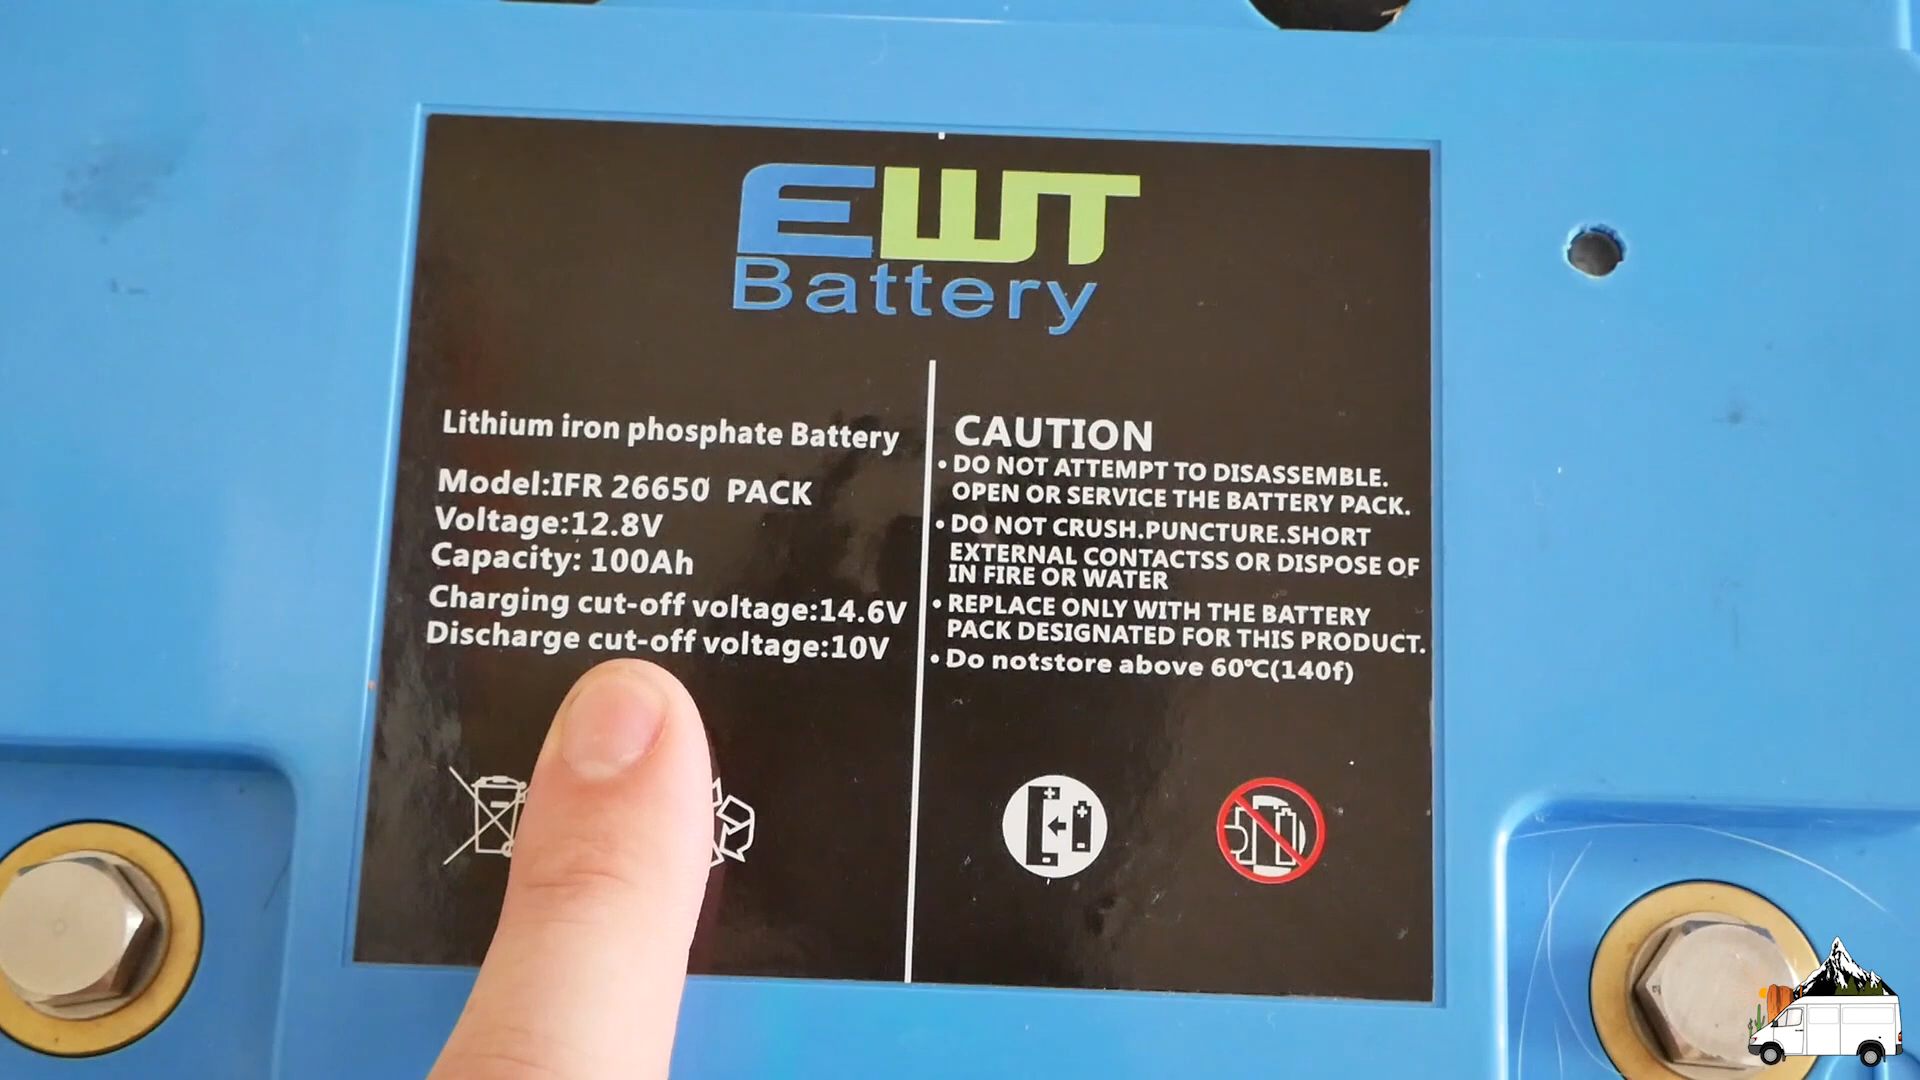 EWT
Battery
Lithium iron phosphate Battery
Model:IFR 26650 PACK
Voltage:12.8V
Capacity: 100Ah
Charging cut-off voltage:14.6V
Discharge cut-off voltage:10V
CAUTION
• DO NOT ATTEMPT TO DISASSEMBLE.
OPEN OR SERVICE THE BATTERY PACK.
• DO NOT CRUSH.PUNCTURE.SHORT
EXTERNAL CONTACTSS OR DISPOSE OF
IN FIRE OR WATER
• REPLACE ONLY WITH THE BATTERY
PACK DESIGNATED FOR THIS PRODUCT.
• Do notstore above 60℃(140f)